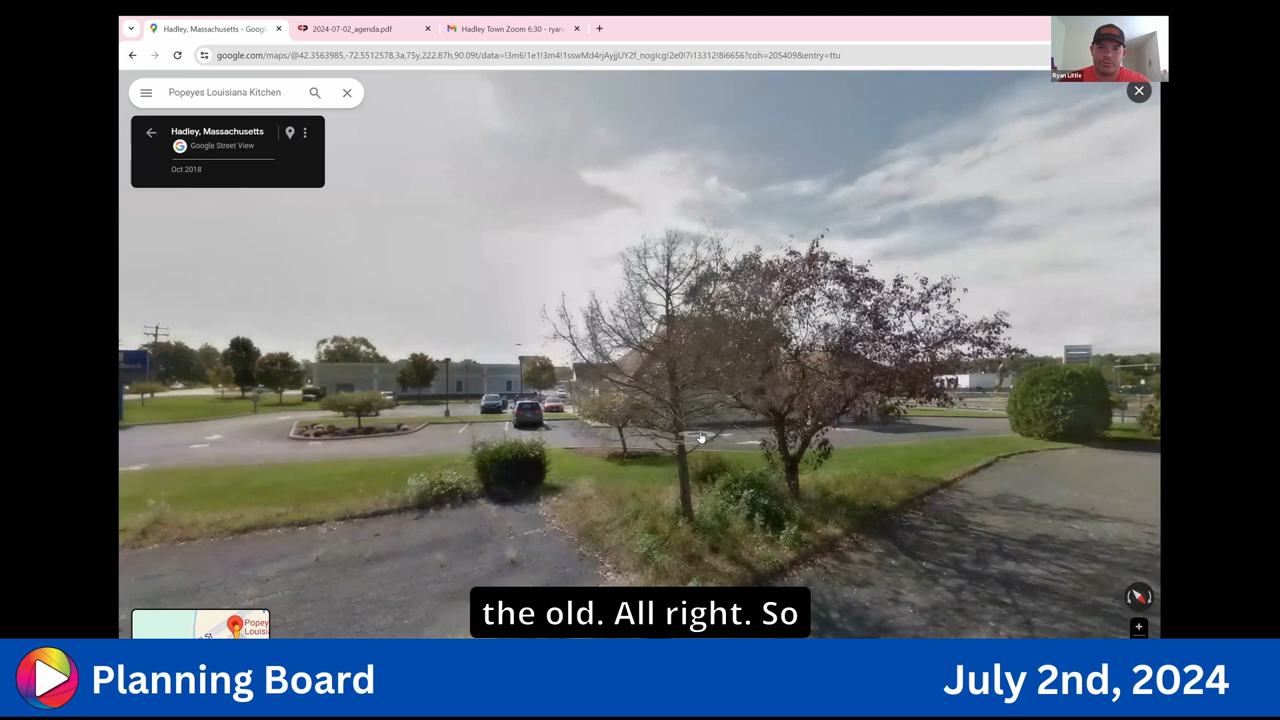 Hadley, Massachusetts - Googl
2024-07-02_agenda.pdf
Hadley Town Zoom 6:30 - ryan
google.com/maps/@42.3563985,-72.5512578,3a,75y,222.87h,90.09t/data=!3m6!1e1!3m4!1sswMd4rjAyjjUY2f_nogIcg!2e0!7i13312!8i6656?coh=205409&entry=ttu
Ryan Little
Popeyes Louisiana Kitchen
Hadley, Massachusetts
Google Street View
Oct 2018
Popey
Louisi
St
the old. All right. So
Planning Board
July 2nd, 2024